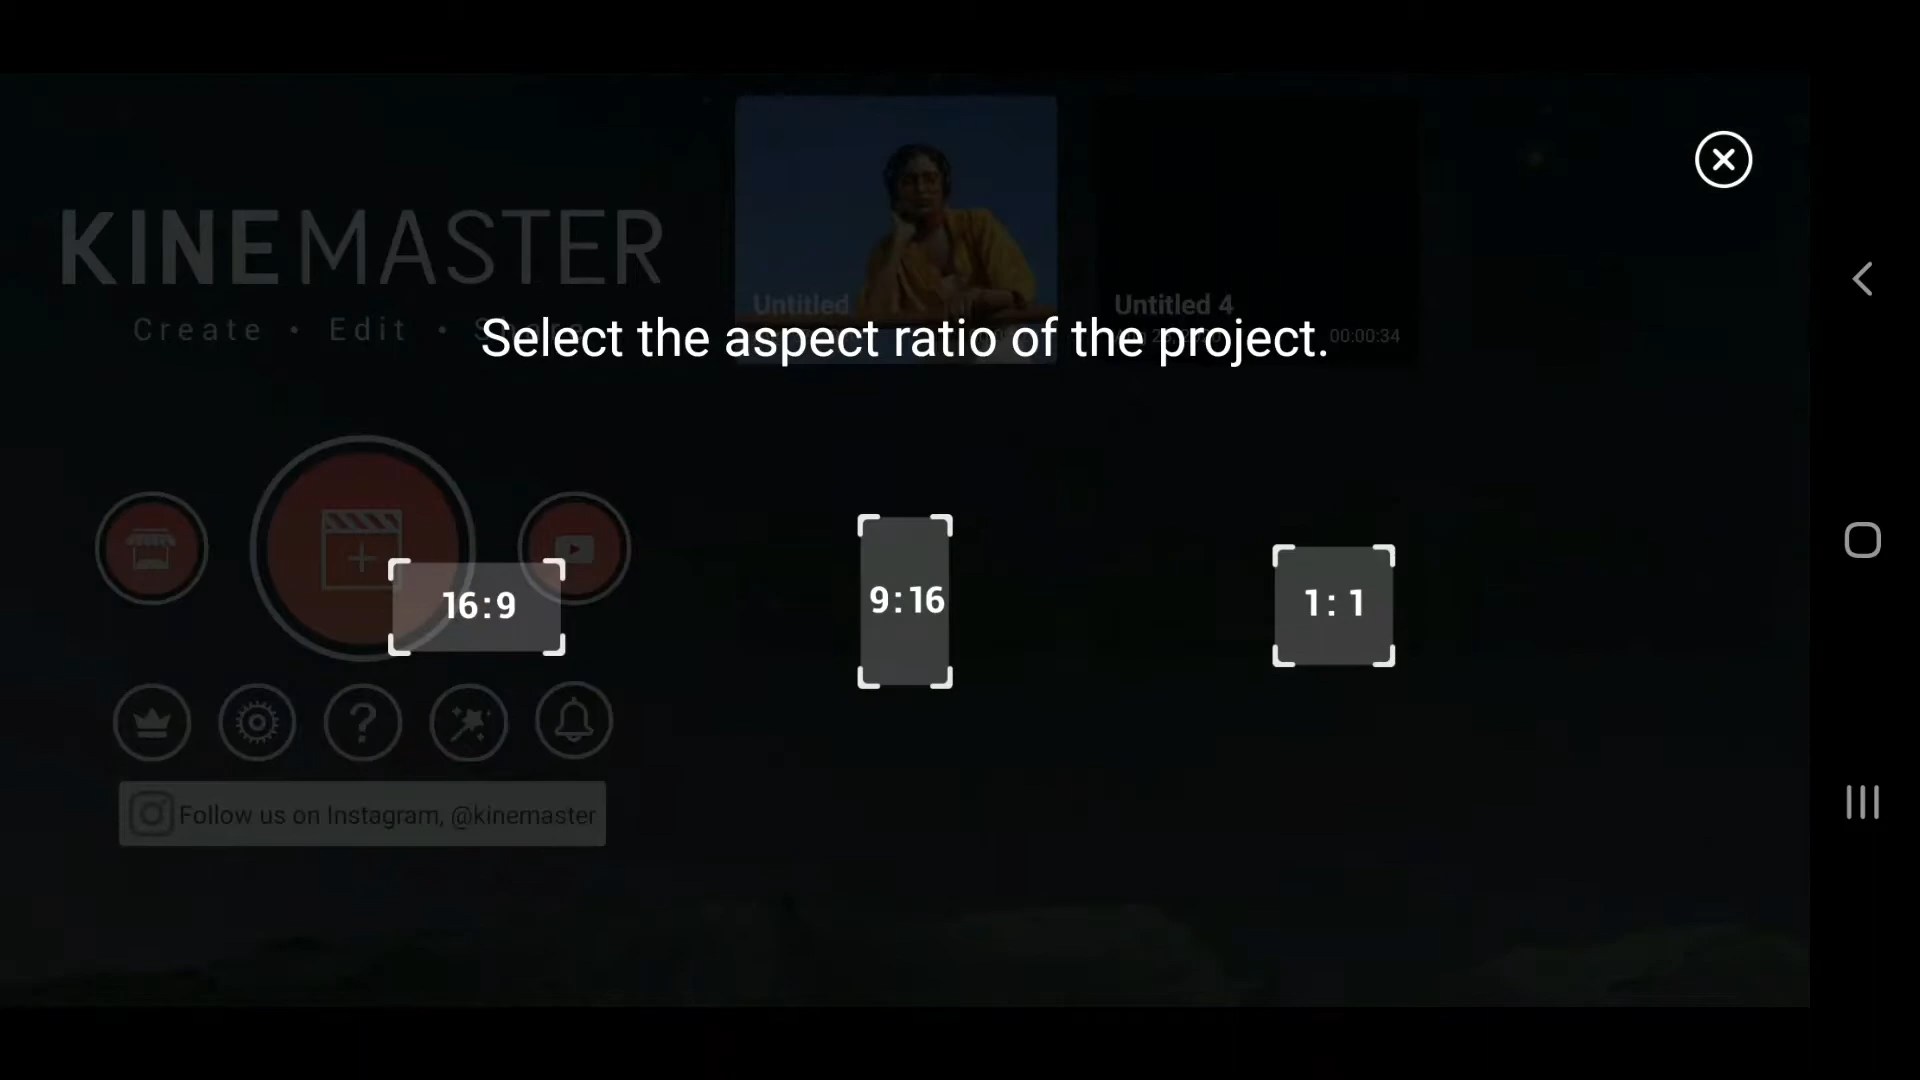 KINEMASTER
Create • Edit •
Untitled
Untitled 4
00:00:34
Select the aspect ratio of the project.
16:9
9:16
1:1
Follow us on Instagram, @kinemaster